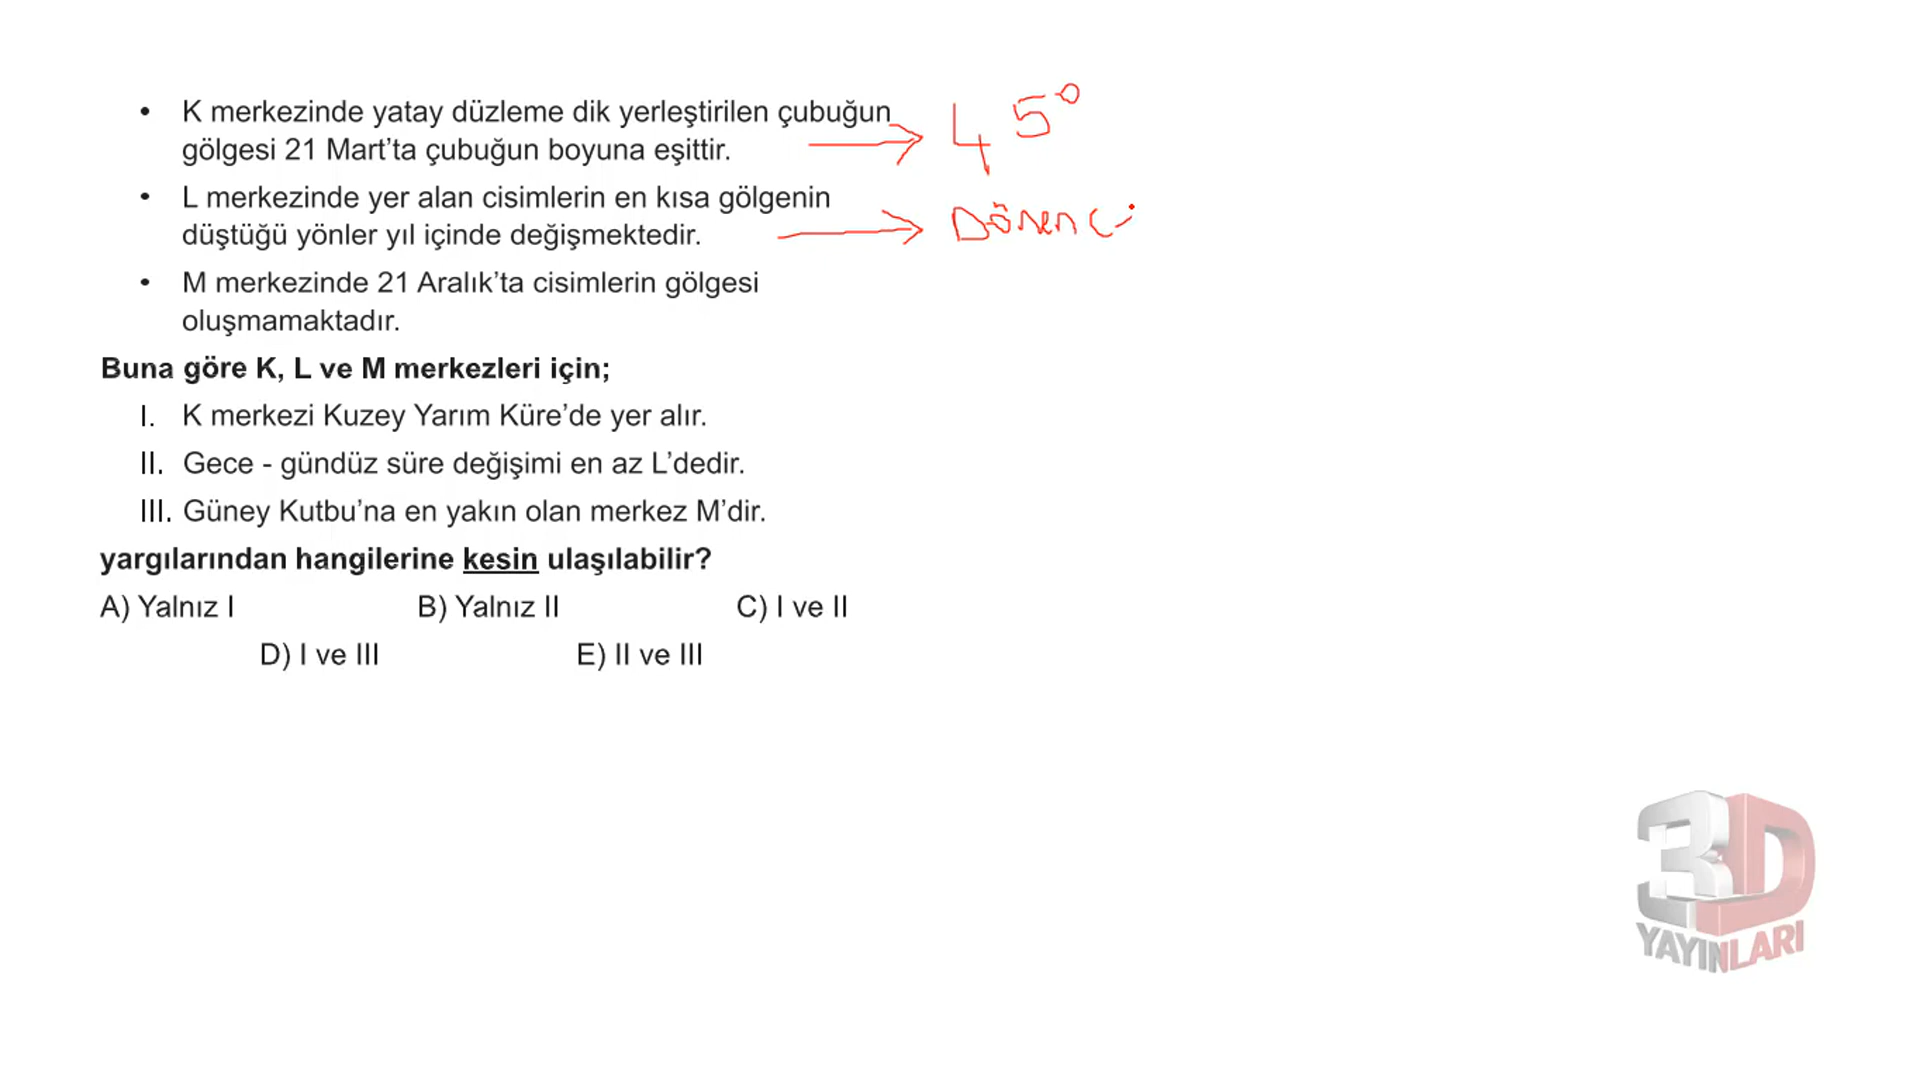 • K merkezinde yatay düzleme dik yerleştirilen çubuğun
gölgesi 21 Mart’ta çubuğun boyuna eşittir.
45°
• L merkezinde yer alan cisimlerin en kısa gölgenin
düştüğü yönler yıl içinde değişmektedir.
Dönenc
• M merkezinde 21 Aralık’ta cisimlerin gölgesi
oluşmamaktadır.
Buna göre K, L ve M merkezleri için;
I. K merkezi Kuzey Yarım Küre’de yer alır.
II. Gece - gündüz süre değişimi en az L’dedir.
III. Güney Kutbu’na en yakın olan merkez M’dir.
yargılarından hangilerine kesin ulaşılabilir?
A) Yalnız I B) Yalnız II C) I ve II
D) I ve III E) II ve III
3D
YAYINLARI